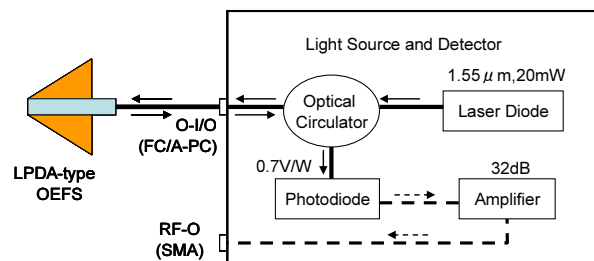 Light Source and Detector
1.55μm,20mW
Optical
Circulator
Laser Diode
O-I/O
(FC/A-PC)
LPDA-type
OEFS
0.7V/W
32dB
Photodiode
Amplifier
RF-O
(SMA)